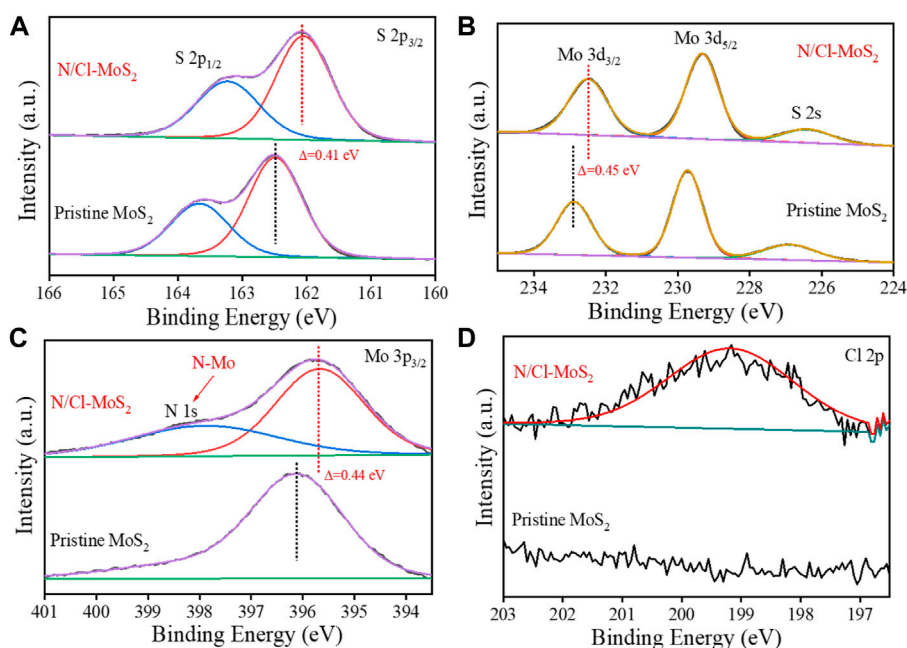 A
S 2p3/2
N/Cl-MoS2
S 2p1/2
Δ=0.41 eV
Pristine MoS2
Intensity (a.u.)
166 165 164 163 162 161 160
Binding Energy (eV)
B
Mo 3d3/2
Mo 3d5/2
N/Cl-MoS2
S 2s
Δ=0.45 eV
Pristine MoS2
Intensity (a.u.)
234 232 230 228 226 224
Binding Energy (eV)
C
Mo 3p3/2
N-Mo
N/Cl-MoS2
N 1s
Δ=0.44 eV
Pristine MoS2
Intensity (a.u.)
401 400 399 398 397 396 395 394
Binding Energy (eV)
D
Cl 2p
N/Cl-MoS2
Pristine MoS2
Intensity (a.u.)
203 202 201 200 199 198 197
Binding Energy (eV)